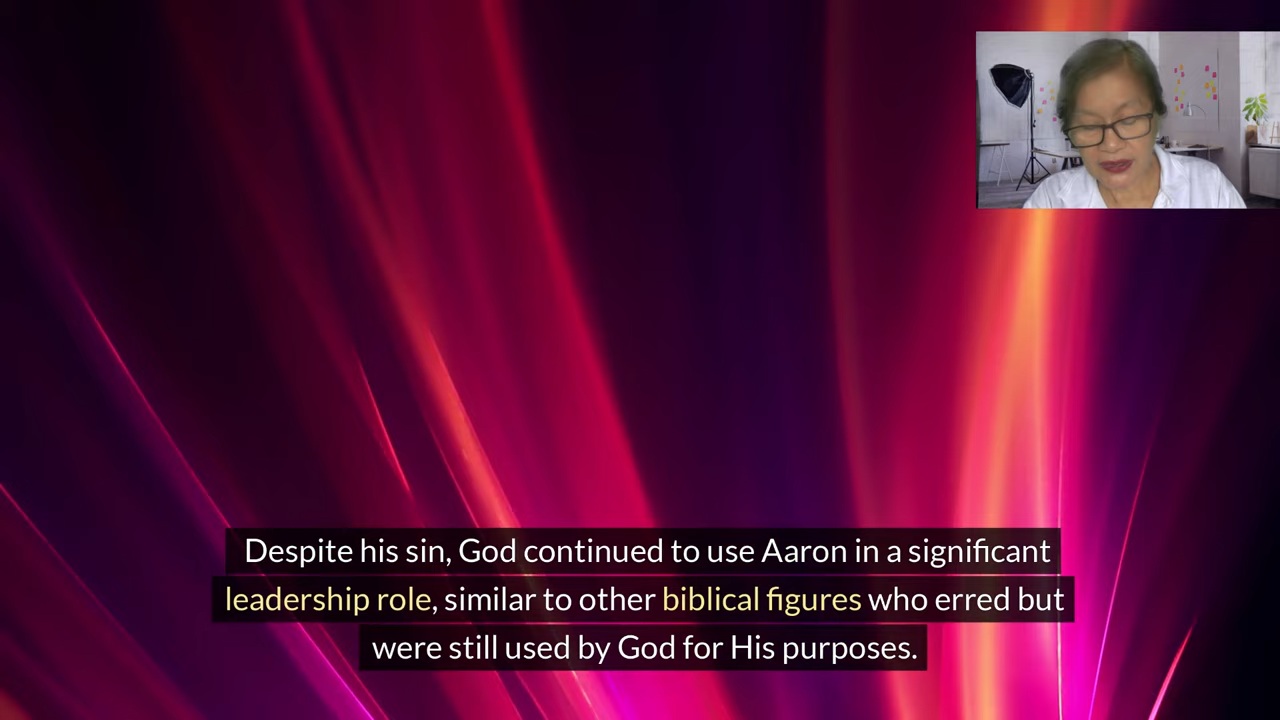 Despite his sin, God continued to use Aaron in a significant
leadership role, similar to other biblical figures who erred but
were still used by God for His purposes.